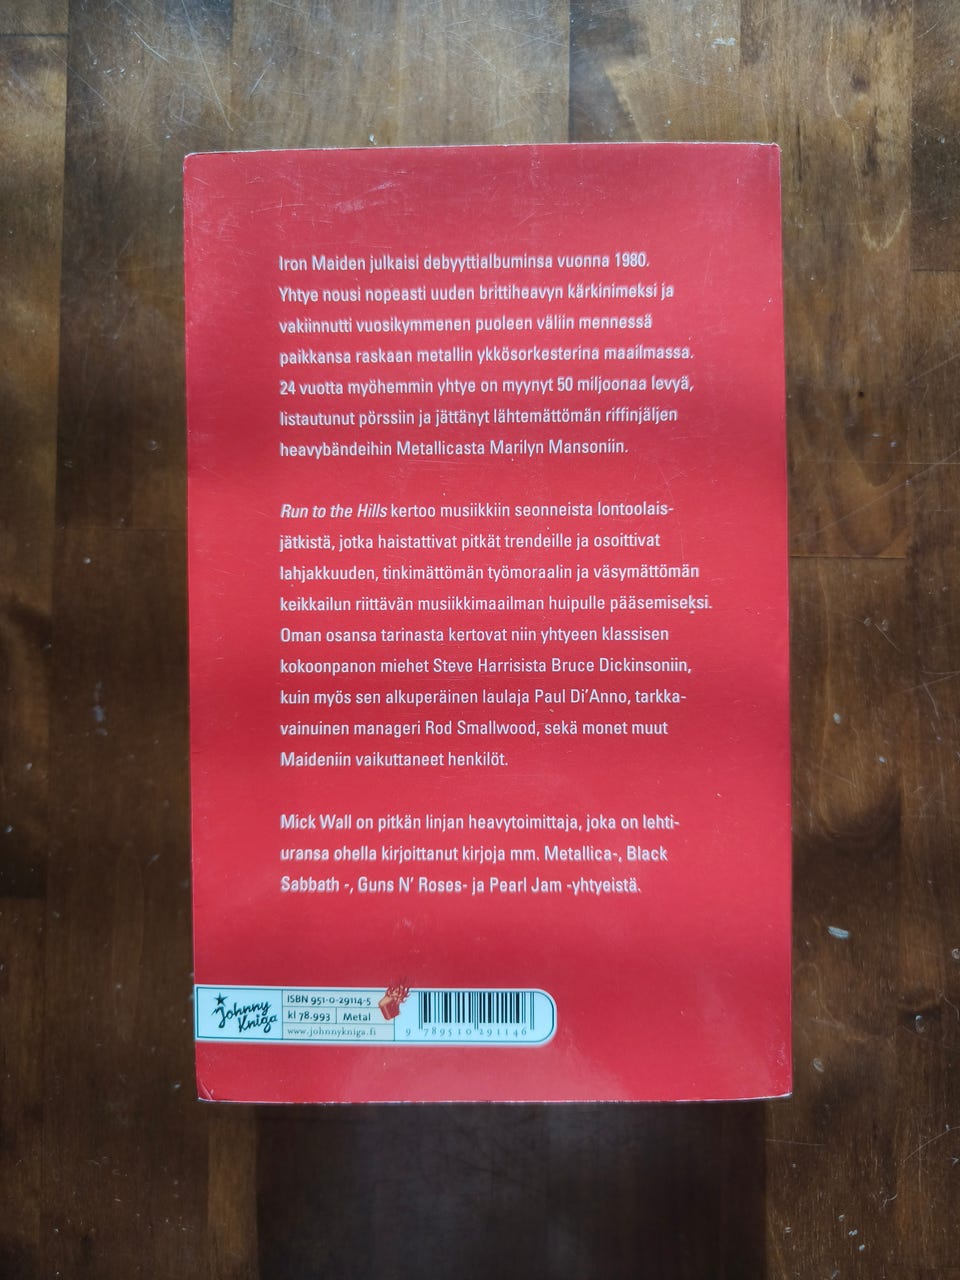 Iron Maiden julkaisi debyyttialbuminsa vuonna 1980.
Yhtye nousi nopeasti uuden brittiheavyn kärkinimeksi ja
vakiinnutti vuosikymmenen puoleen väliin mennessä
paikkansa raskaan metallin ykkösorkesterina maailmassa.
24 vuotta myöhemmin yhtye on myynyt 50 miljoonaa levyä,
listautunut pörssiin ja jättänyt lähtemättömän riffinjäljen
heavybändeihin Metallicasta Marilyn Mansoniin.
Run to the Hills kertoo musiikkiin seonneista lontoolais-
jätkistä, jotka haistattivat pitkät trendeille ja osoittivat
lahjakkuuden, tinkimättömän työmoraalin ja väsymättömän
keikkailun riittävän musiikkimaailman huipulle pääsemiseksi.
Oman osansa tarinasta kertovat niin yhtyeen klassisen
kokoonpanon miehet Steve Harrisista Bruce Dickinsoniin,
kuin myös sen alkuperäinen laulaja Paul Di'Anno, tarkka-
vainuinen manageri Rod Smallwood, sekä monet muut
Maideniin vaikuttaneet henkilöt.
Mick Wall on pitkän linjan heavytoimittaja, joka on lehti-
uransa ohella kirjoittanut kirjoja mm. Metallica-, Black
Sabbath -, Guns N' Roses- ja Pearl Jam -yhtyeistä.
Johnny
Kniga
ISBN 951-0-29114-5
kl 78.993 Metal
www.johnnykniga.fi
9 789510 291146